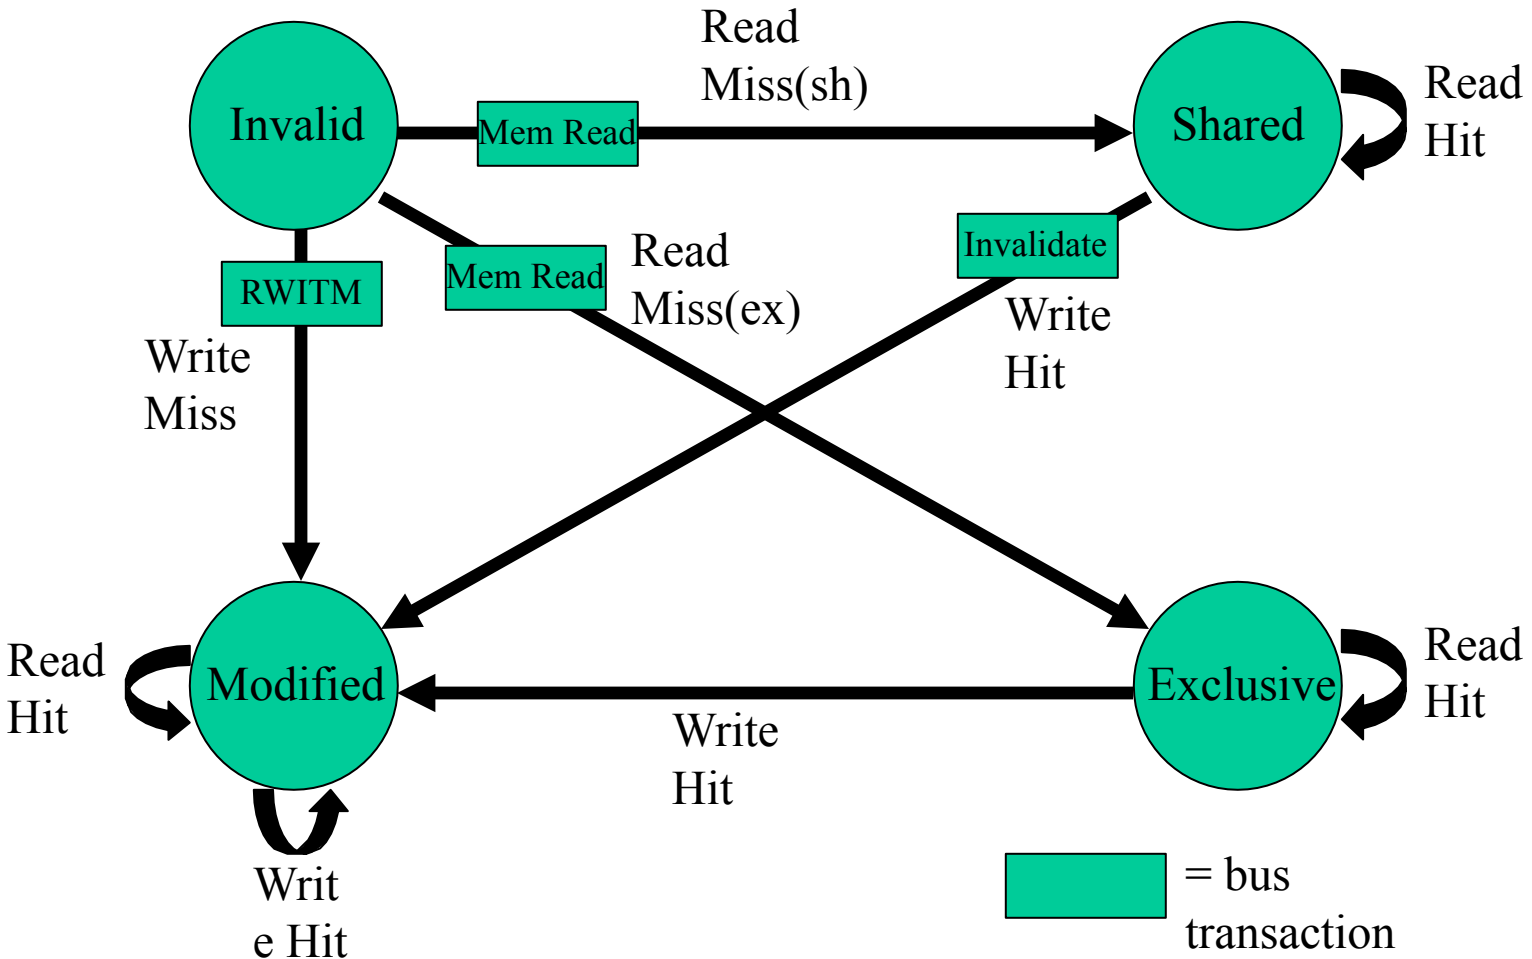 Read
Miss(sh)
Invalid
Mem Read
Shared
Read
Hit
RWITM
Mem Read
Read
Miss(ex)
Invalidate
Write
Hit
Write
Miss
Read
Hit
Modified
Exclusive
Read
Hit
Write
Hit
Writ
e Hit
= bus
transaction